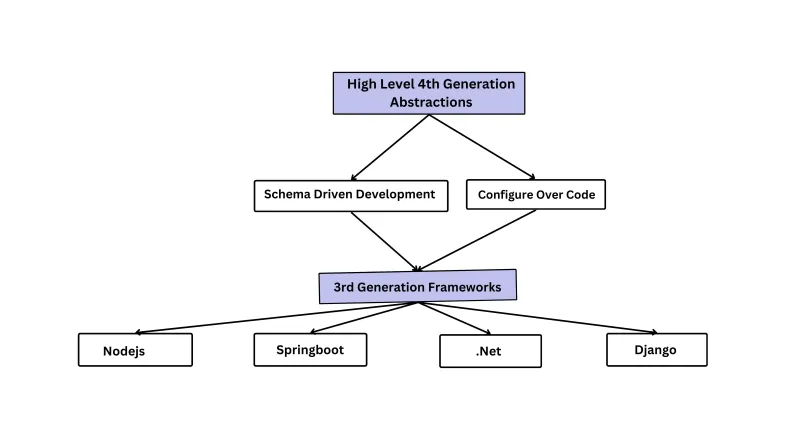 High Level 4th Generation
Abstractions
Schema Driven Development
Configure Over Code
3rd Generation Frameworks
Nodejs
Springboot
.Net
Django